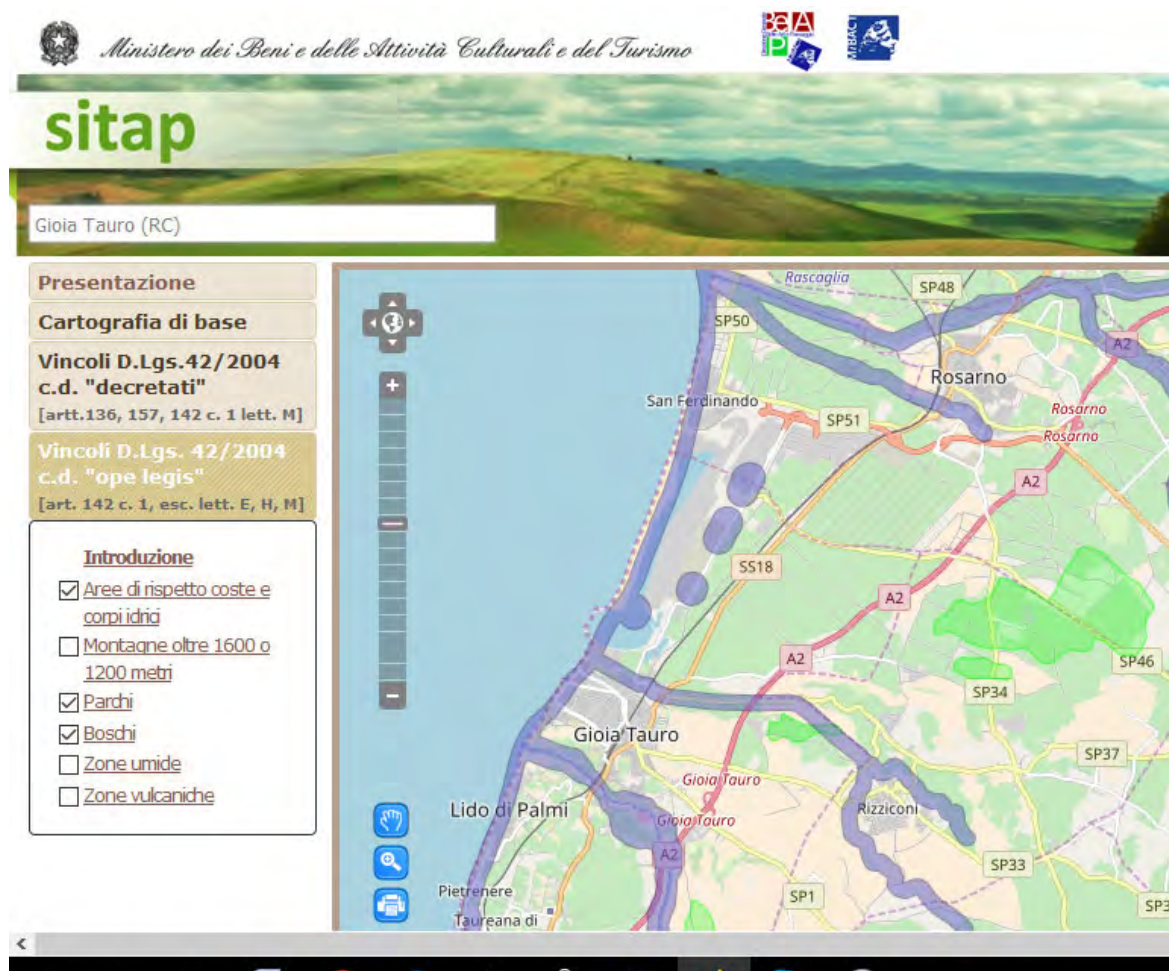 Ministero dei Beni e delle Attività Culturali e del Turismo
BeA
P
MiBACT
sitap
Gioia Tauro (RC)
Presentazione
Cartografia di base
Vincoli D.Lgs.42/2004
c.d. "decretati"
[artt.136, 157, 142 c. 1 lett. M]
Vincoli D.Lgs. 42/2004
c.d. "ope legis"
[art. 142 c. 1, esc. lett. E, H, M]
Introduzione
Aree di rispetto coste e
corpi idrici
Montagne oltre 1600 o
1200 metri
Parchi
Boschi
Zone umide
Zone vulcaniche
Rascaglia
SP48
SP50
A2
Rosarno
San Ferdinando
SP51
Rosarno
Rosarno
A2
SS18
A2
A2
SP46
SP34
Gioia Tauro
SP37
Gioia Tauro
Lido di Palmi
Rizziconi
Gioia Tauro
A2
SP33
Pietrenere
SP1
Taureana di